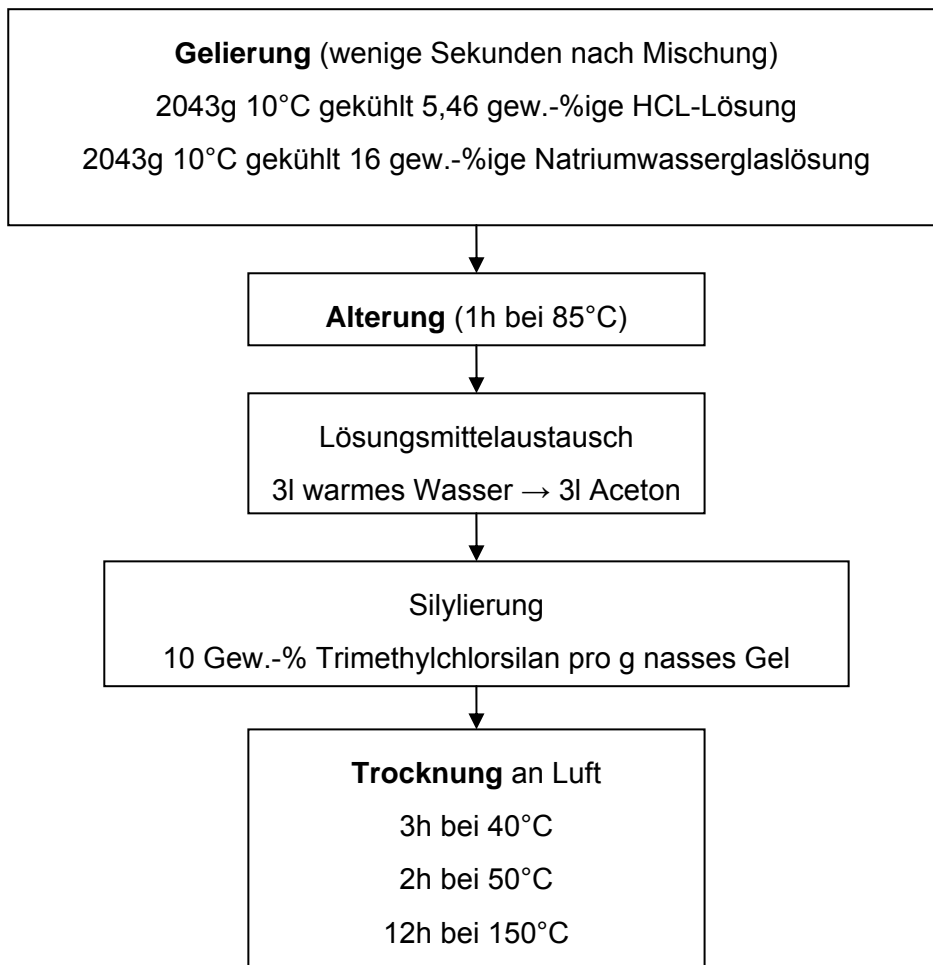 Gelierung (wenige Sekunden nach Mischung)
2043g 10°C gekühlt 5,46 gew.-%ige HCL-Lösung
2043g 10°C gekühlt 16 gew.-%ige Natriumwasserglaslösung
Alterung (1h bei 85°C)
Lösungsmittelaustausch
3l warmes Wasser → 3l Aceton
Silylierung
10 Gew.-% Trimethylchlorsilan pro g nasses Gel
Trocknung an Luft
3h bei 40°C
2h bei 50°C
12h bei 150°C